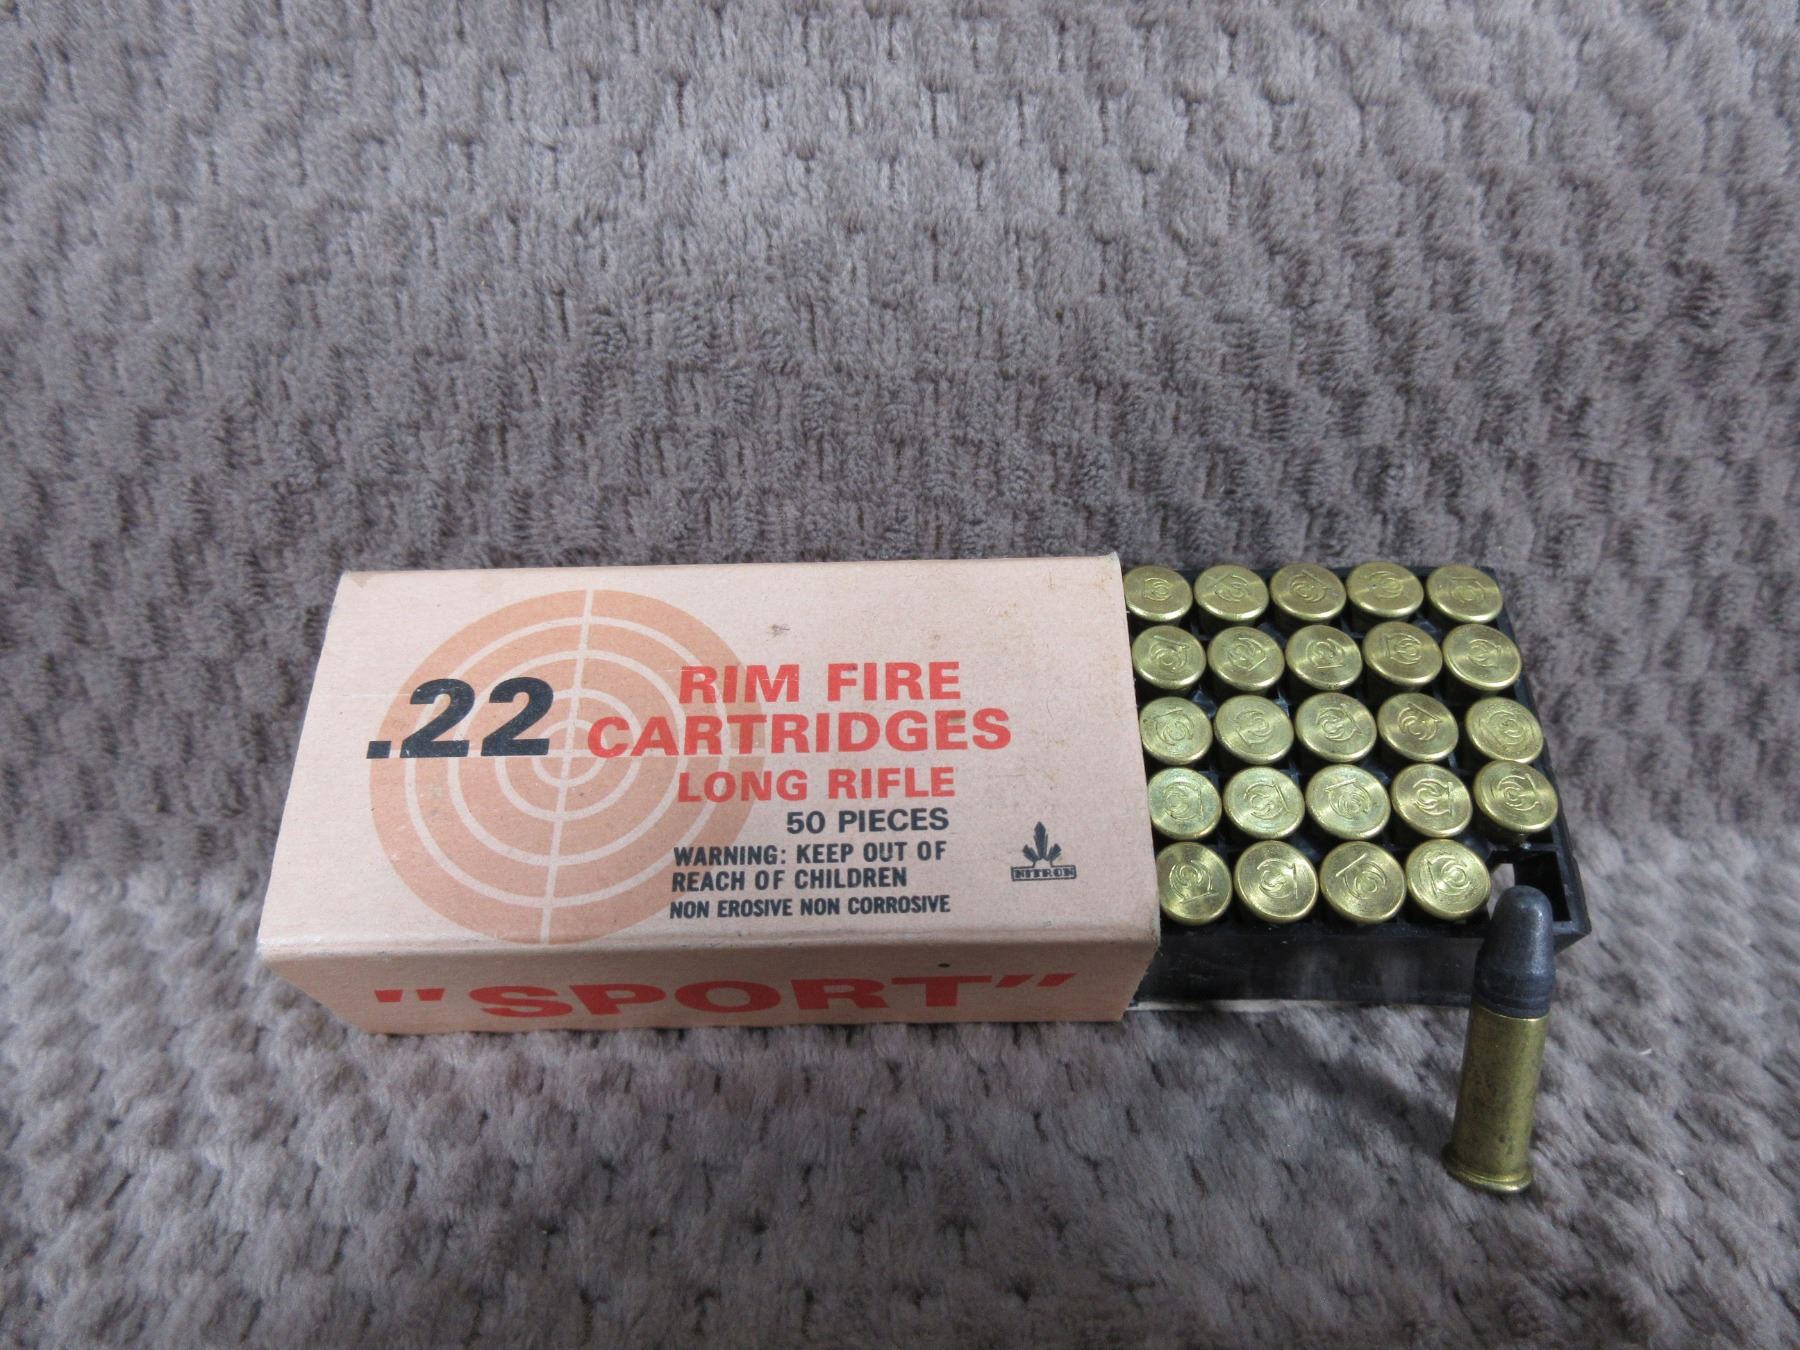 .22
RIM FIRE
CARTRIDGES
LONG RIFLE
50 PIECES
WARNING: KEEP OUT OF
REACH OF CHILDREN
NON EROSIVE NON CORROSIVE
NITRON
"SPORT"